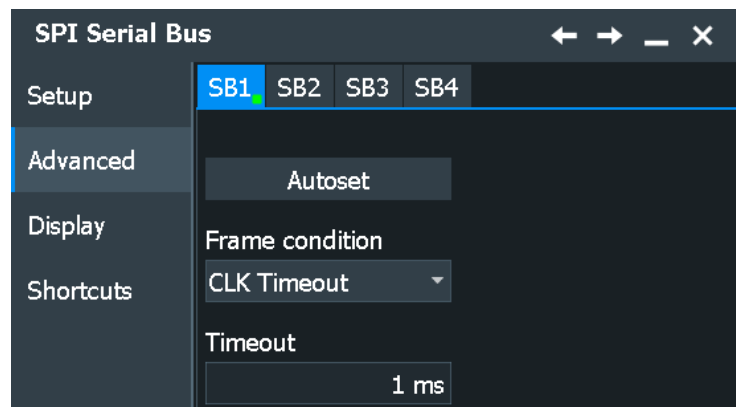 SPI Serial Bus
Setup
SB1 SB2 SB3 SB4
Advanced
Autoset
Display
Frame condition
Shortcuts
CLK Timeout
Timeout
1 ms